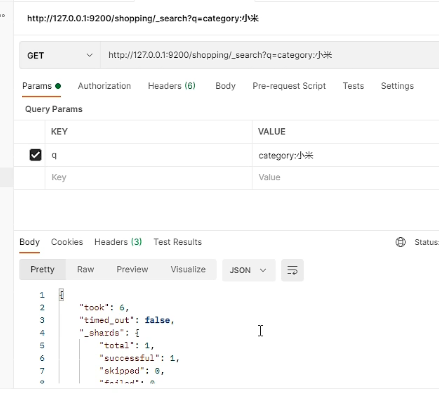 http://127.0.0.1:9200/shopping/_search?q=category:小米
GET http://127.0.0.1:9200/shopping/_search?q=category:小米
Params Authorization Headers (6) Body Pre-request Script Tests Settings
Query Params
KEY VALUE
q category:小米
Key Value
Body Cookies Headers (3) Test Results Status:
Pretty Raw Preview Visualize JSON
1 {
2 "took": 6,
3 "timed_out": false,
4 "_shards": {
5 "total": 1,
6 "successful": 1,
7 "skipped": 0,
8 "failed": 0